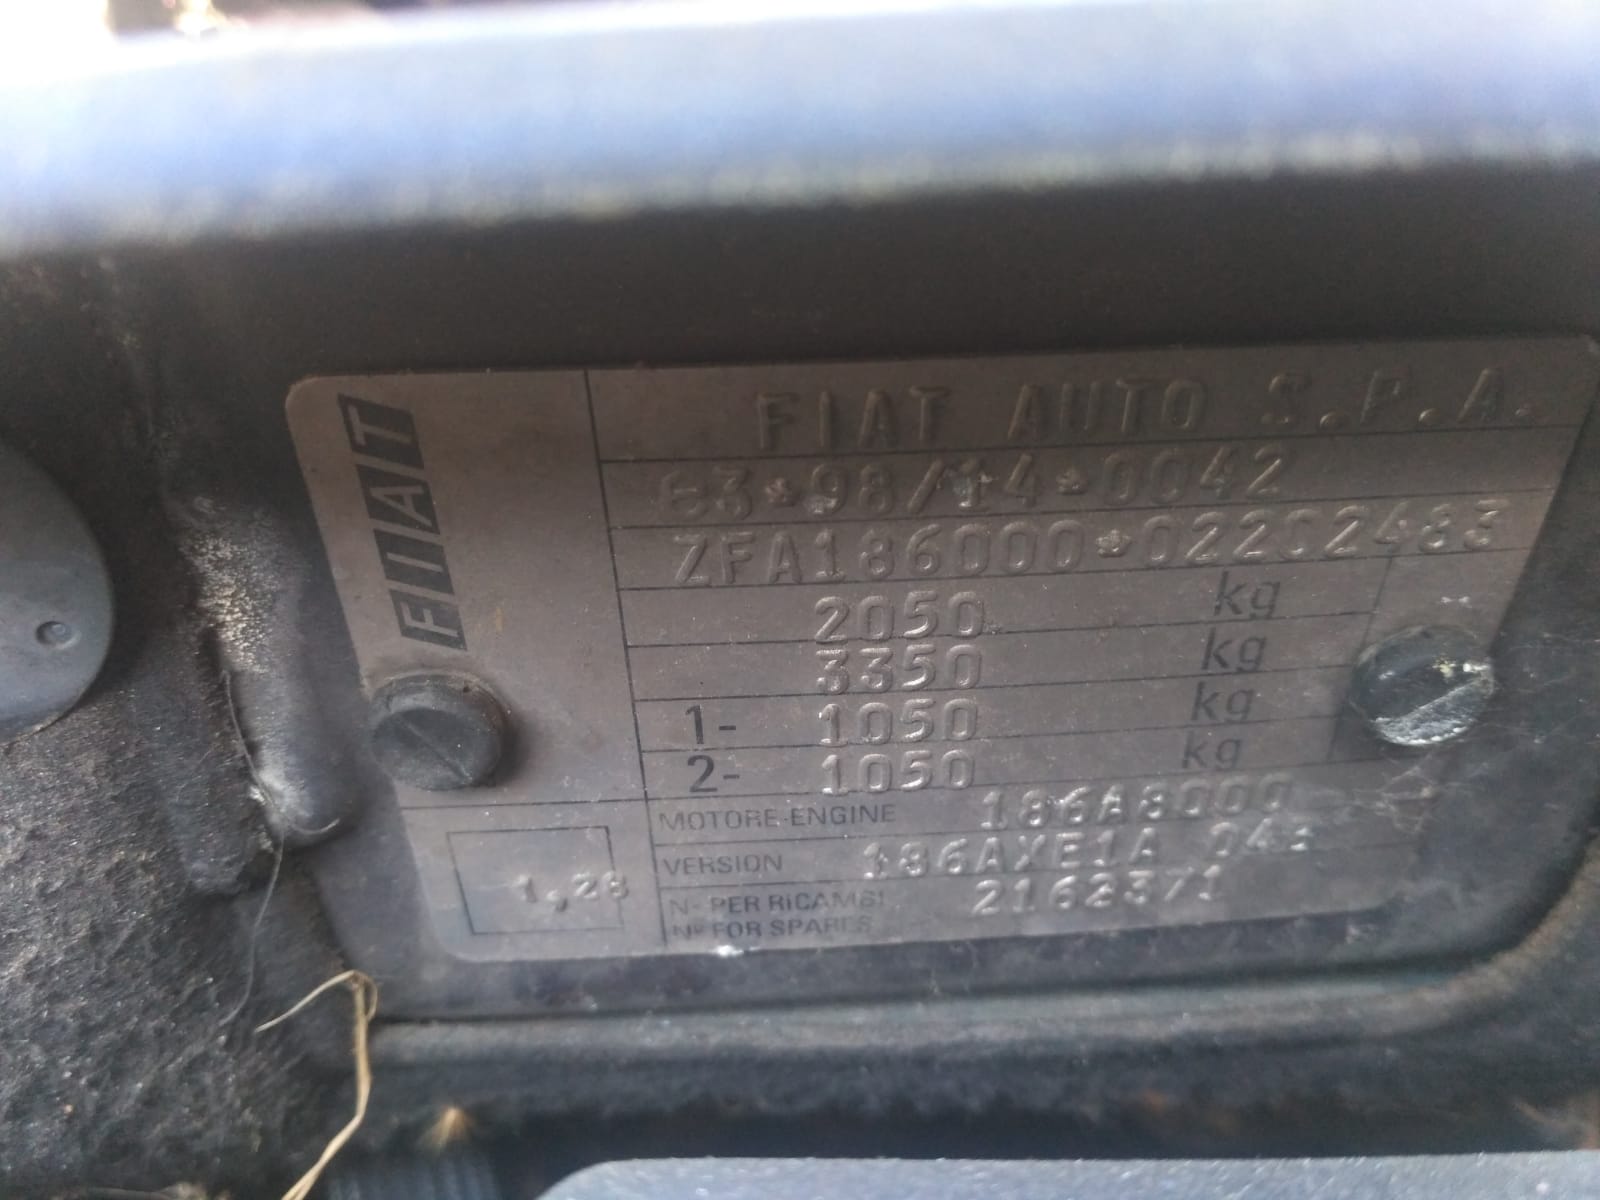 FIAT
FIAT AUTO S.P.A.
e3*98/14*0042
ZFA186000*02202483
2050 kg
3350 kg
1- 1050 kg
2- 1050 kg
MOTORE-ENGINE 186A8000
VERSION 186AXE1A 04
1,28
N° PER RICAMBI 2162371
N° FOR SPARES